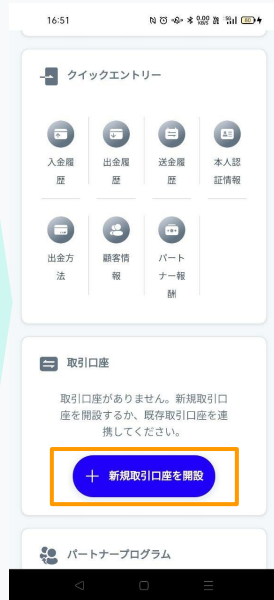 16:51
0.00
KB/S
80
クイックエントリー
入金履
歴
出金履
歴
送金履
歴
本人認
証情報
出金方
法
顧客情
報
パート
ナー報
酬
取引口座
取引口座がありません。新規取引口
座を開設するか、既存取引口座を連
携してください。
＋ 新規取引口座を開設
パートナープログラム